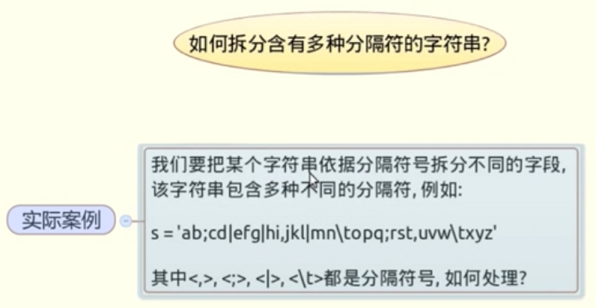 如何拆分含有多种分隔符的字符串?
我们要把某个字符串依据分隔符号拆分不同的字段,
该字符串包含多种不同的分隔符, 例如:
实际案例
s = 'ab;cd|efg|hi,jkl|mn\topq;rst,uvw\txyz'
其中<,>, <;>, <|>, <\t>都是分隔符号, 如何处理?